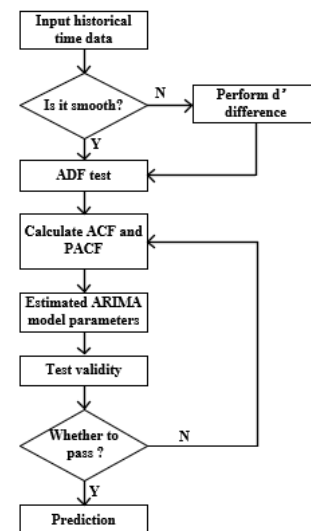 Input historical
time data
Is it smooth?
N
Perform d′
difference
Y
ADF test
Calculate ACF and
PACF
Estimated ARIMA
model parameters
Test validity
Whether to
pass ?
N
Y
Prediction